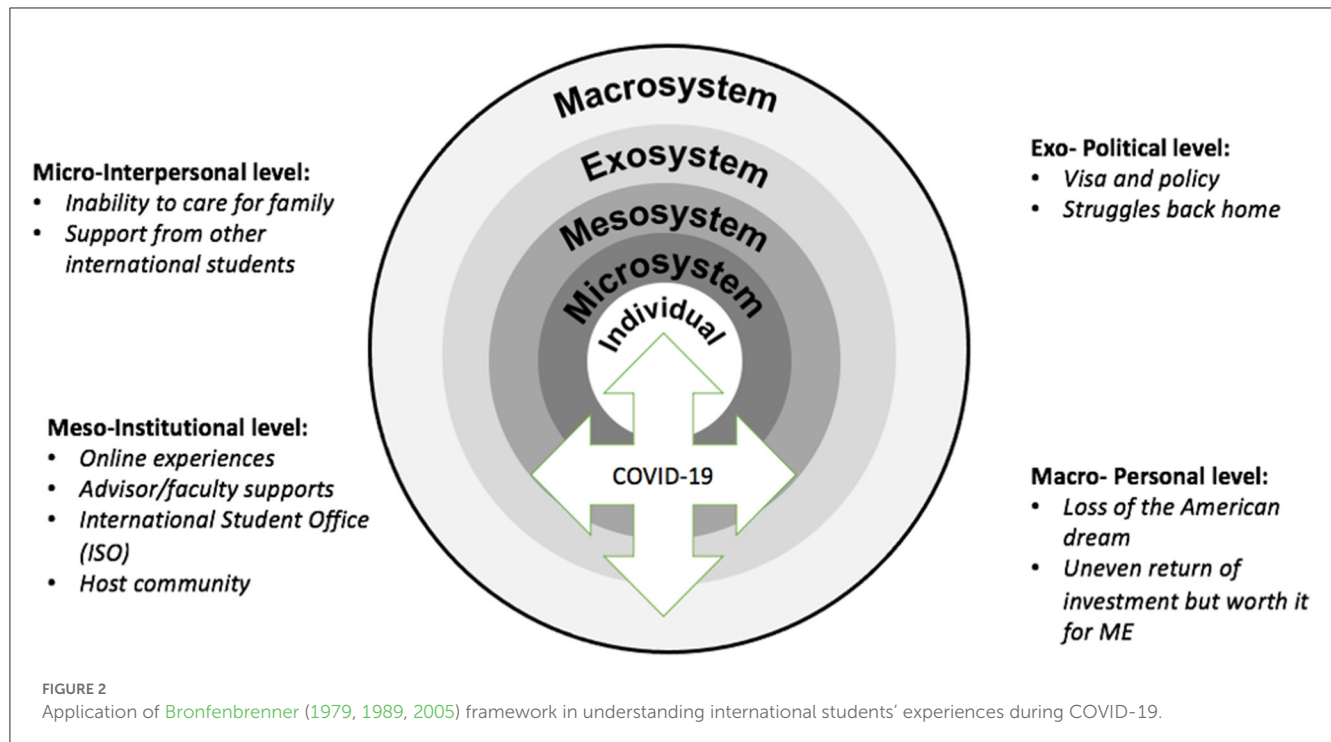 Macrosystem
Exosystem
Mesosystem
Microsystem
Individual
COVID-19
Micro-Interpersonal level:
• Inability to care for family
• Support from other
international students
Meso-Institutional level:
• Online experiences
• Advisor/faculty supports
• International Student Office
(ISO)
• Host community
Exo- Political level:
• Visa and policy
• Struggles back home
Macro- Personal level:
• Loss of the American
dream
• Uneven return of
investment but worth it
for ME
FIGURE 2
Application of Bronfenbrenner (1979, 1989, 2005) framework in understanding international students’ experiences during COVID-19.